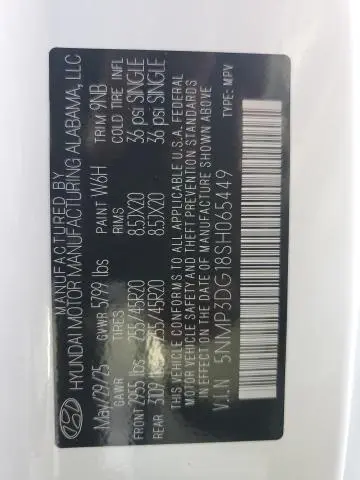 MANUFACTURED BY
HYUNDAI MOTOR MANUFACTURING ALABAMA, LLC
May/29/25 GVWR 5799 lbs PAINT W6H TRIM 9NB
GAWR TIRES RIMS COLD TIRE INFL
FRONT 2955 lbs 255/45R20 8.5JX20 36 psi SINGLE
REAR 3109 lbs 255/45R20 8.5JX20 36 psi SINGLE
THIS VEHICLE CONFORMS TO ALL APPLICABLE U.S.A. FEDERAL
MOTOR VEHICLE SAFETY AND THEFT PREVENTION STANDARDS
IN EFFECT ON THE DATE OF MANUFACTURE SHOWN ABOVE
V.I.N 5NMP3DG18SH065449 TYPE: MPV